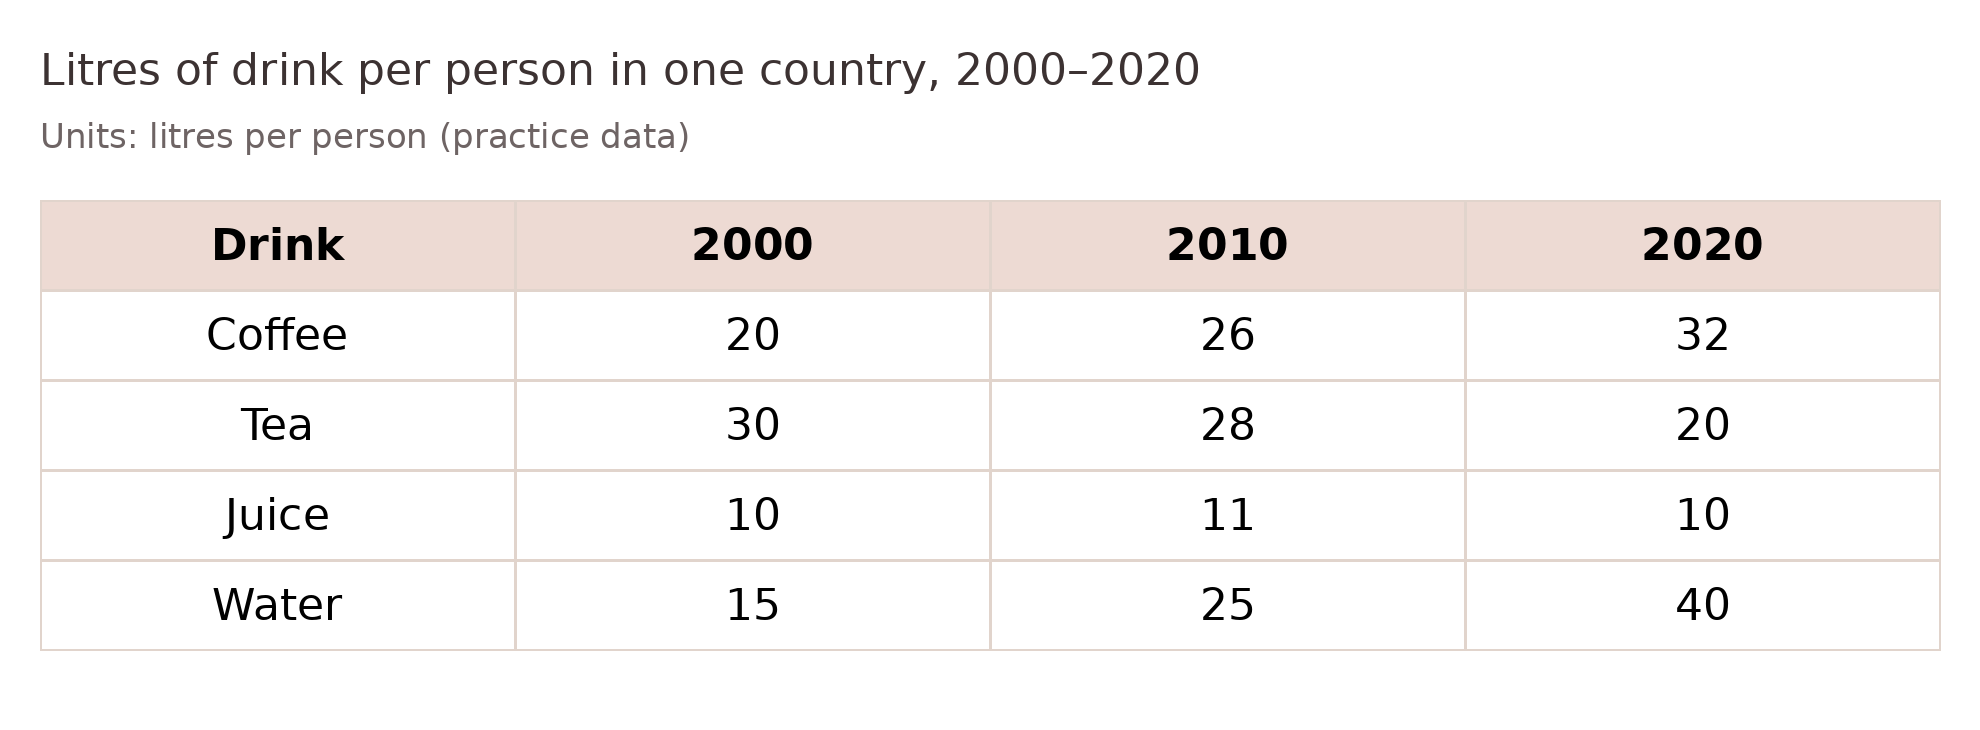 Litres of drink per person in one country, 2000–2020
Units: litres per person (practice data)
Drink 2000 2010 2020
Coffee 20 26 32
Tea 30 28 20
Juice 10 11 10
Water 15 25 40